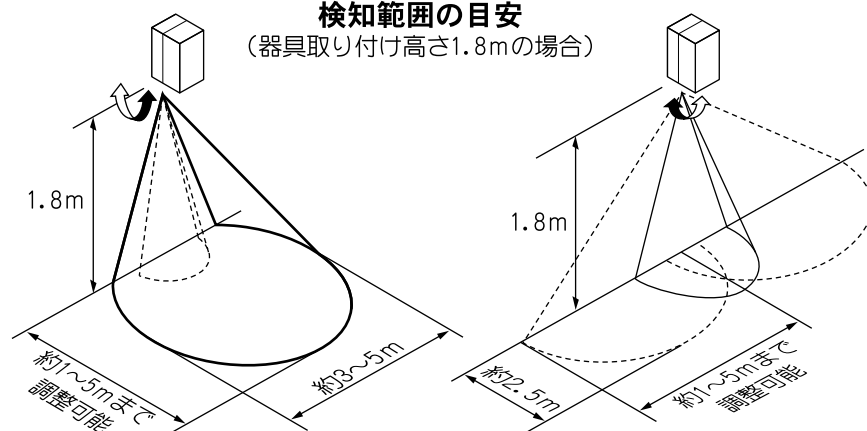 検知範囲の目安
（器具取り付け高さ1.8mの場合）
1.8m
約1～5mまで
調整可能
約3～5m
1.8m
約2.5m
約1～5mまで
調整可能